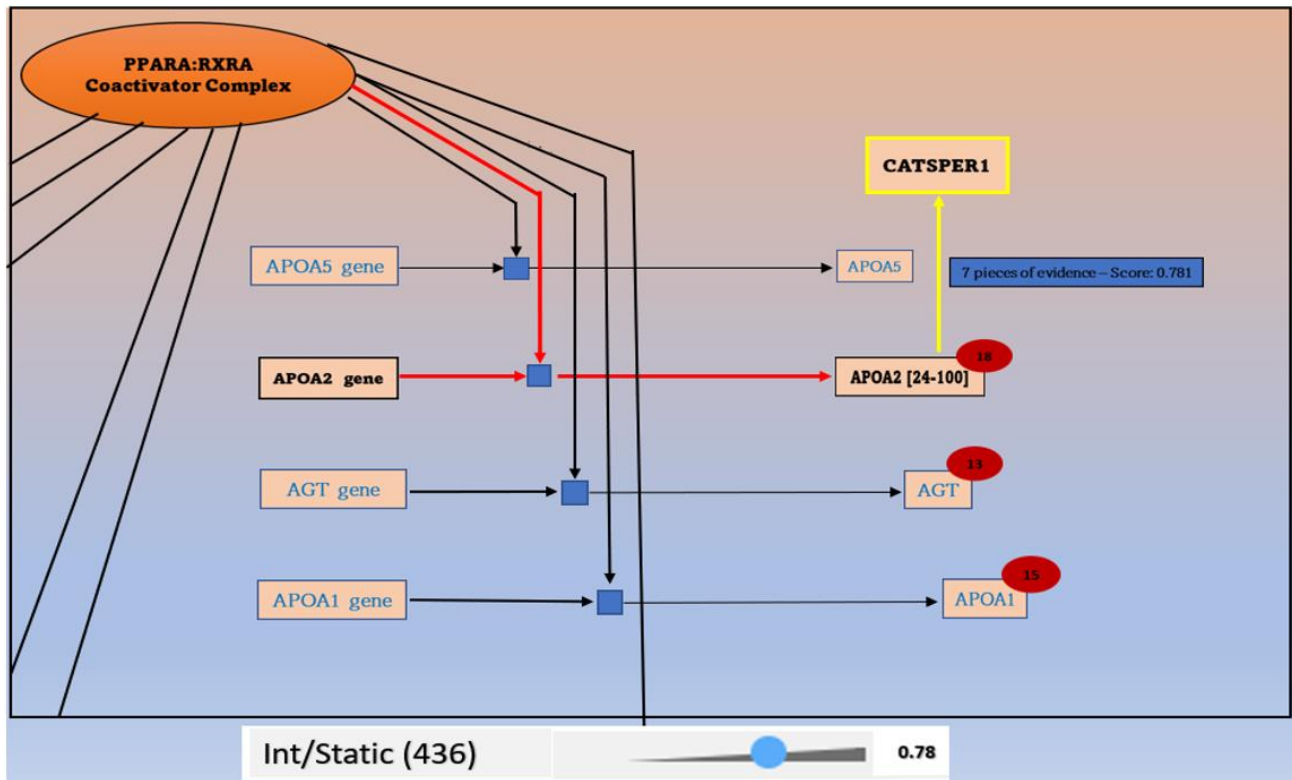 PPARA:RXRA
Coactivator Complex
CATSPER1
APOA5 gene
APOA5
7 pieces of evidence – Score: 0.781
18
APOA2 gene
APOA2 [24-100]
13
AGT gene
AGT
15
APOA1 gene
APOA1
Int/Static (436)
0.78